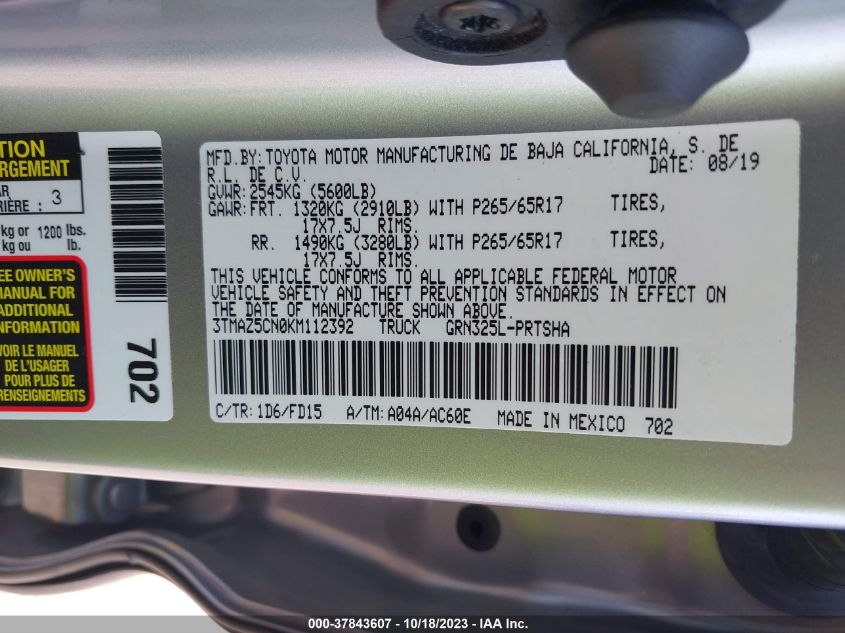 TION
RGEMENT
AR
RIÈRE : 3
kg or 1200 lbs.
kg ou lb.
EE OWNER'S
MANUAL FOR
ADDITIONAL
INFORMATION
VOIR LE MANUEL
DE L'USAGER
POUR PLUS DE
RENSEIGNEMENTS
702
MFD.BY:TOYOTA MOTOR MANUFACTURING DE BAJA CALIFORNIA, S. DE
R.L. DE C.V. DATE: 08/19
GVWR:2545KG (5600LB)
GAWR:FRT. 1320KG (2910LB) WITH P265/65R17 TIRES,
17X7.5J RIMS.
RR. 1490KG (3280LB) WITH P265/65R17 TIRES,
17X7.5J RIMS.
THIS VEHICLE CONFORMS TO ALL APPLICABLE FEDERAL MOTOR
VEHICLE SAFETY AND THEFT PREVENTION STANDARDS IN EFFECT ON
THE DATE OF MANUFACTURE SHOWN ABOVE.
3TMAZ5CN0KM112392 TRUCK GRN325L-PRTSHA
C/TR:1D6/FD15 A/TM:A04A/AC60E MADE IN MEXICO 702
000-37843607 - 10/18/2023 - IAA Inc.